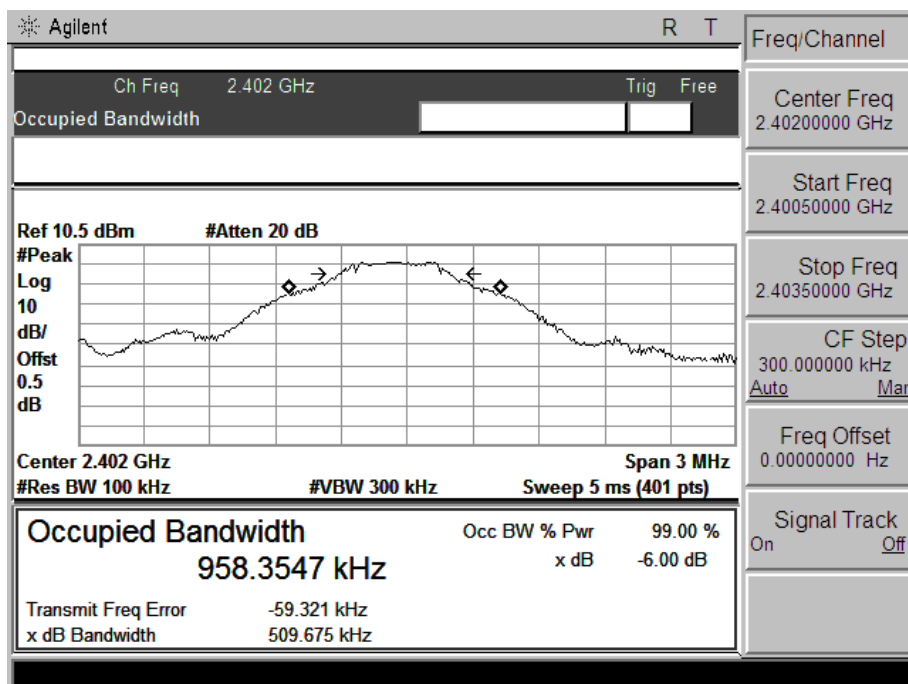 Agilent R T
Ch Freq 2.402 GHz Trig Free
Occupied Bandwidth
Ref 10.5 dBm #Atten 20 dB
#Peak
Log
10
dB/
Offst
0.5
dB
Center 2.402 GHz Span 3 MHz
#Res BW 100 kHz #VBW 300 kHz Sweep 5 ms (401 pts)
Occupied Bandwidth Occ BW % Pwr 99.00 %
958.3547 kHz x dB -6.00 dB
Transmit Freq Error -59.321 kHz
x dB Bandwidth 509.675 kHz
Freq/Channel
Center Freq
2.40200000 GHz
Start Freq
2.40050000 GHz
Stop Freq
2.40350000 GHz
CF Step
300.000000 kHz
Auto Mar
Freq Offset
0.00000000 Hz
Signal Track
On Off